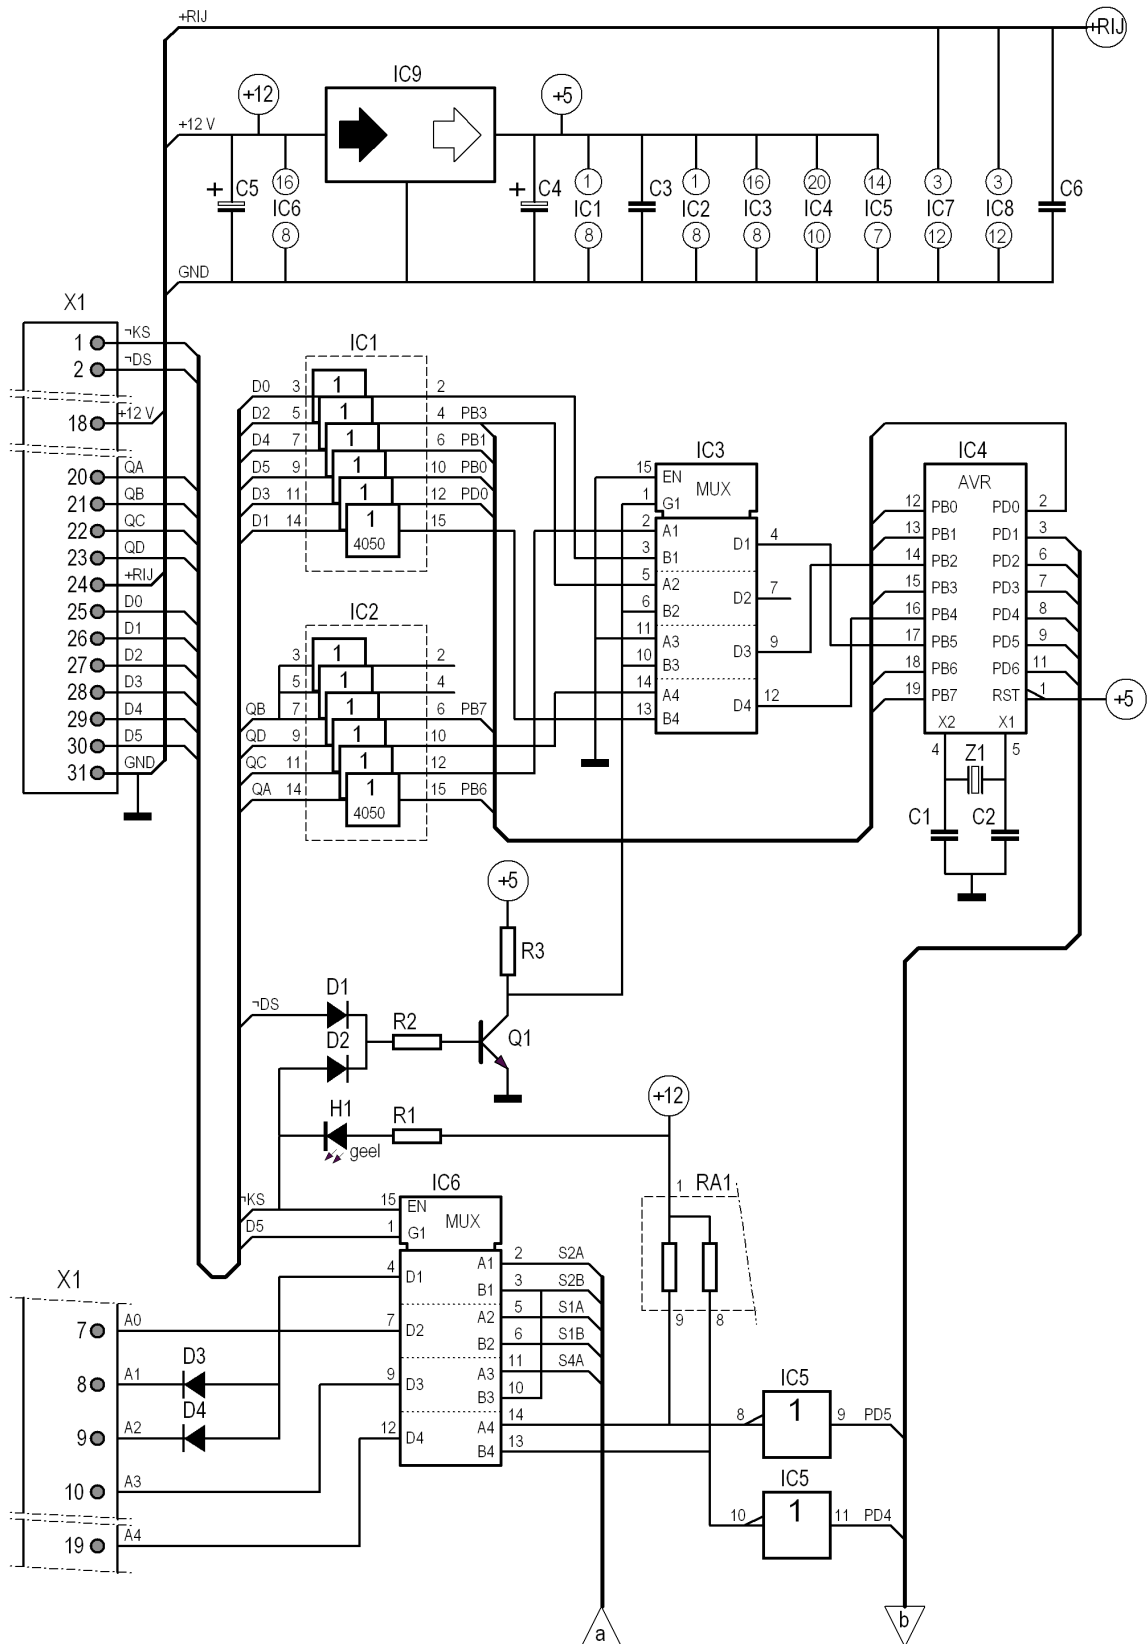 +RIJ
+RIJ
IC9
+12
+5
+12 V
+ C5
16
IC6
8
+ C4
1
IC1
8
C3
1
IC2
8
16
IC3
8
20
IC4
10
14
IC5
7
3
IC7
12
3
IC8
12
C6
GND
X1
1 ¬KS
2 ¬DS
18 +12 V
20 QA
21 QB
22 QC
23 QD
24 +RIJ
25 D0
26 D1
27 D2
28 D3
29 D4
30 D5
31 GND
IC1
D0 3 1 2
D2 5 1 4 PB3
D4 7 1 6 PB1
D5 9 1 10 PB0
D3 11 1 12 PD0
D1 14 1 15
4050
IC2
3 1 2
5 1 4
QB 7 1 6 PB7
QD 9 1 10
QC 11 1 12
QA 14 1 15 PB6
4050
IC3
MUX
15 EN
1 G1
2 A1
3 B1
D1 4
5 A2
6 B2
D2 7
11 A3
10 B3
D3 9
14 A4
13 B4
D4 12
IC4
AVR
12 PB0 PD0 2
13 PB1 PD1 3
14 PB2 PD2 6
15 PB3 PD3 7
16 PB4 PD4 8
17 PB5 PD5 9
18 PB6 PD6 11
19 PB7 RST 1
+5
X2 X1
4 Z1 5
C1 C2
+5
R3
¬DS D1
D2
R2
Q1
H1
geel
R1
+12
¬KS
D5
IC6
MUX
15 EN
1 G1
4 D1
7 D2
9 D3
12 D4
A1 2 S2A
B1 3 S2B
A2 5 S1A
B2 6 S1B
A3 11 S4A
B3 10
A4 14
B4 13
RA1
1
9 8
X1
7 A0
8 A1
D3
9 A2
D4
10 A3
19 A4
IC5
8 1 9 PD5
IC5
10 1 11 PD4
a
b